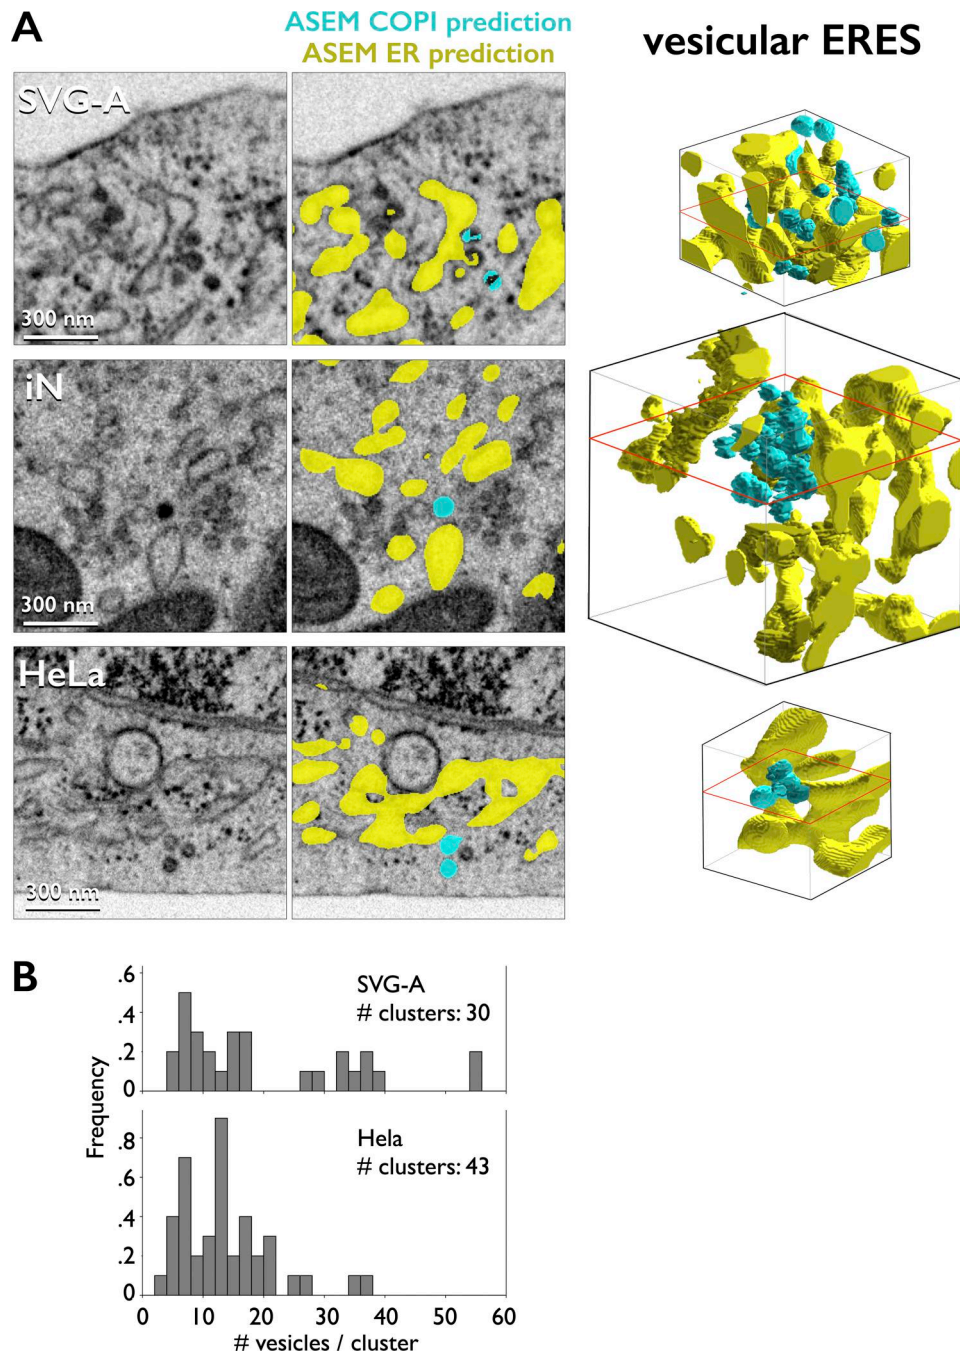 A
ASEM COPI prediction
ASEM ER prediction
vesicular ERES
SVG-A
300 nm
iN
300 nm
HeLa
300 nm
B
Frequency
.6
.4
.2
0
SVG-A
# clusters: 30
.8
.6
.4
.2
0
Hela
# clusters: 43
0 10 20 30 40 50 60
# vesicles / cluster